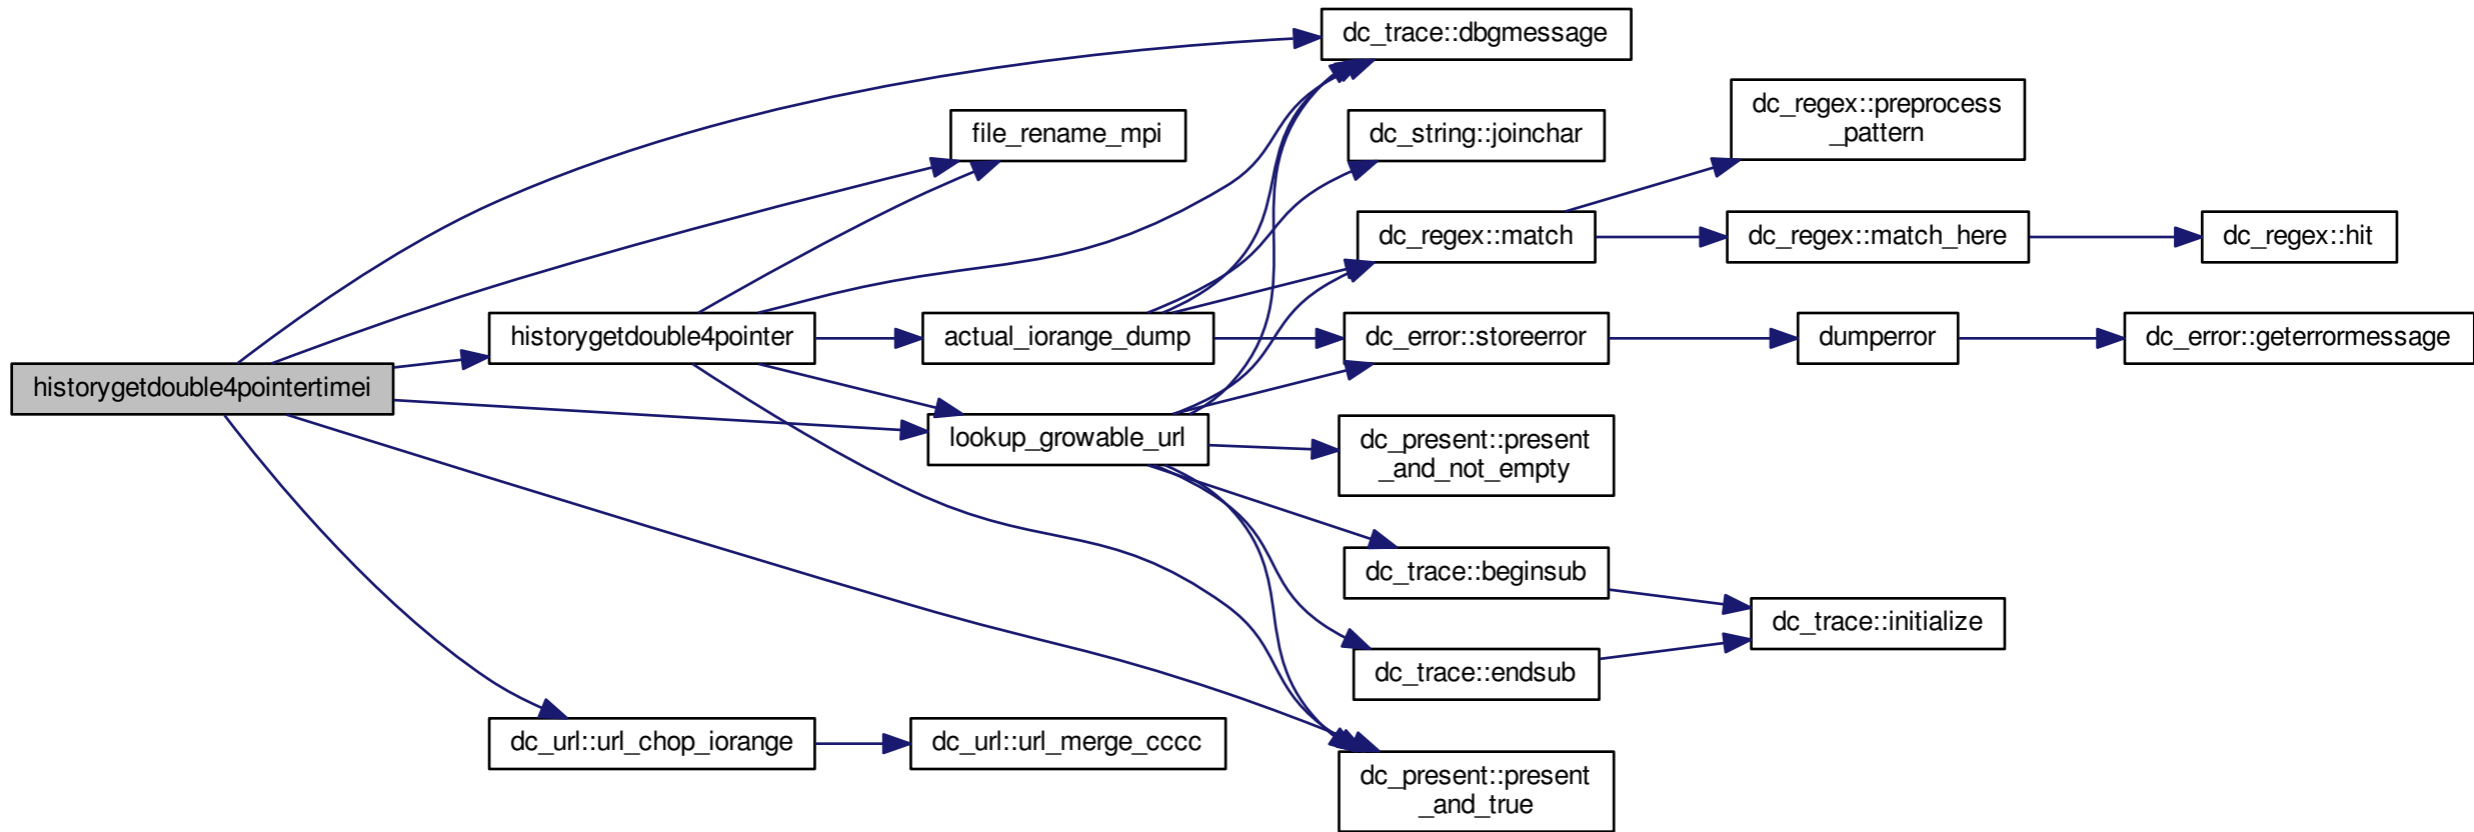 dc_trace::dbgmessage
file_rename_mpi
dc_string::joinchar
dc_regex::preprocess
_pattern
dc_regex::match
dc_regex::match_here
dc_regex::hit
historygetdouble4pointer
actual_iorange_dump
dc_error::storeerror
dumperror
dc_error::geterrormessage
historygetdouble4pointertimei
lookup_growable_url
dc_present::present
_and_not_empty
dc_trace::beginsub
dc_trace::initialize
dc_trace::endsub
dc_url::url_chop_iorange
dc_url::url_merge_cccc
dc_present::present
_and_true